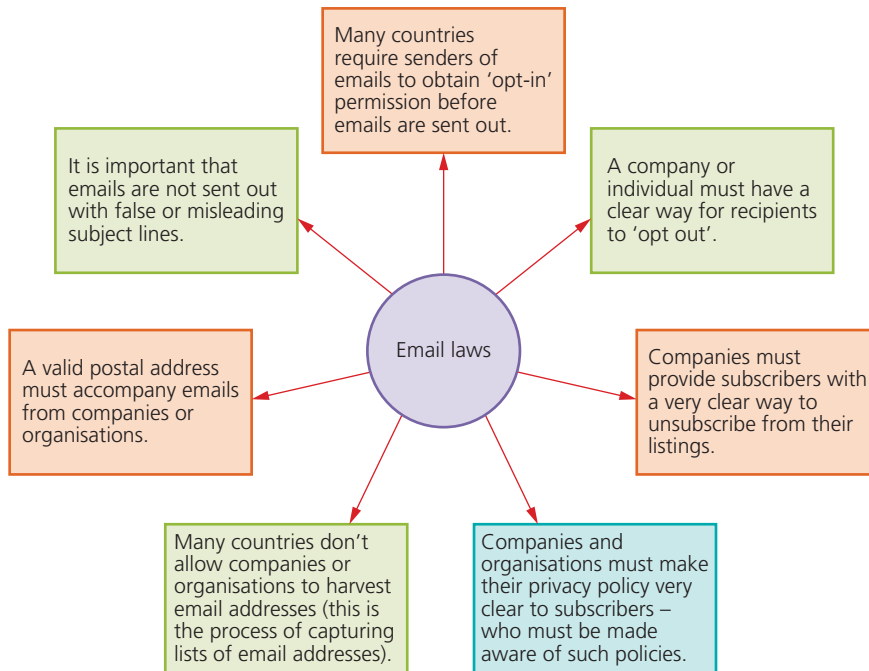 Many countries
require senders of
emails to obtain ‘opt-in’
permission before
emails are sent out.
It is important that
emails are not sent out
with false or misleading
subject lines.
A company or
individual must have a
clear way for recipients
to ‘opt out’.
Email laws
A valid postal address
must accompany emails
from companies or
organisations.
Companies must
provide subscribers with
a very clear way to
unsubscribe from their
listings.
Many countries don’t
allow companies or
organisations to harvest
email addresses (this is
the process of capturing
lists of email addresses).
Companies and
organisations must make
their privacy policy very
clear to subscribers –
who must be made
aware of such policies.